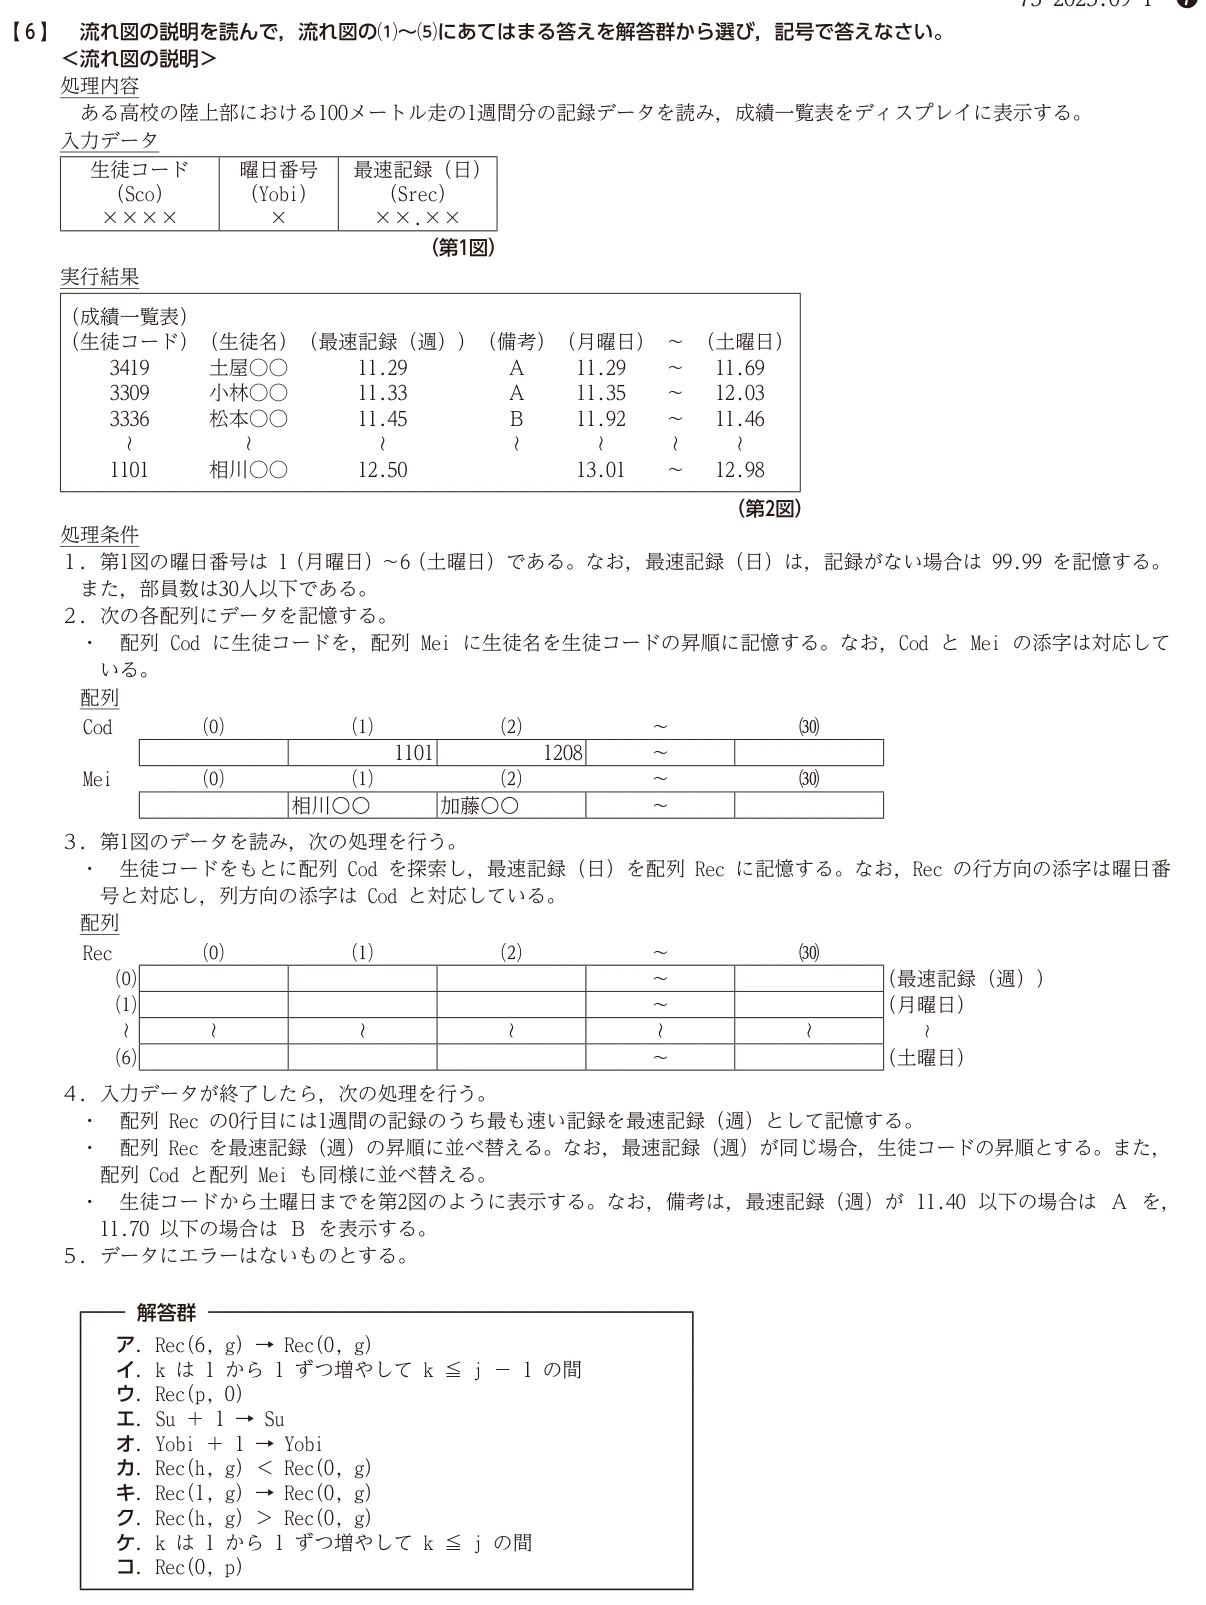 【6】　流れ図の説明を読んで，流れ図の⑴～⑸にあてはまる答えを解答群から選び，記号で答えなさい。
＜流れ図の説明＞
処理内容
ある高校の陸上部における100メートル走の1週間分の記録データを読み，成績一覧表をディスプレイに表示する。
入力データ
生徒コード　曜日番号　最速記録（日）
(Sco)　(Yobi)　(Srec)
××××　×　××.××
(第1図)
実行結果
(成績一覧表)
(生徒コード)　(生徒名)　(最速記録（週）)　(備考)　(月曜日)　～　(土曜日)
3419　土屋○○　11.29　A　11.29　～　11.69
3309　小林○○　11.33　A　11.35　～　12.03
3336　松本○○　11.45　B　11.92　～　11.46
～　～　～　～　～　～　～
1101　相川○○　12.50　13.01　～　12.98
(第2図)
処理条件
1．第1図の曜日番号は 1（月曜日）～6（土曜日）である。なお，最速記録（日）は，記録がない場合は 99.99 を記憶する。
また，部員数は30人以下である。
2．次の各配列にデータを記憶する。
・　配列 Cod に生徒コードを，配列 Mei に生徒名を生徒コードの昇順に記憶する。なお，Cod と Mei の添字は対応して
いる。
配列
Cod　(0)　(1)　(2)　～　(30)
1101　1208　～
Mei　(0)　(1)　(2)　～　(30)
相川○○　加藤○○　～
3．第1図のデータを読み，次の処理を行う。
・　生徒コードをもとに配列 Cod を探索し，最速記録（日）を配列 Rec に記憶する。なお，Rec の行方向の添字は曜日番
号と対応し，列方向の添字は Cod と対応している。
配列
Rec　(0)　(1)　(2)　～　(30)
(0)　～　(最速記録（週）)
(1)　～　(月曜日)
～　～　～　～　～　～　～
(6)　～　(土曜日)
4．入力データが終了したら，次の処理を行う。
・　配列 Rec の0行目には1週間の記録のうち最も速い記録を最速記録（週）として記憶する。
・　配列 Rec を最速記録（週）の昇順に並べ替える。なお，最速記録（週）が同じ場合，生徒コードの昇順とする。また，
配列 Cod と配列 Mei も同様に並べ替える。
・　生徒コードから土曜日までを第2図のように表示する。なお，備考は，最速記録（週）が 11.40 以下の場合は A を，
11.70 以下の場合は B を表示する。
5．データにエラーはないものとする。
解答群
ア．Rec(6, g) → Rec(0, g)
イ．k は 1 から 1 ずつ増やして k ≦ j － 1 の間
ウ．Rec(p, 0)
エ．Su ＋ 1 → Su
オ．Yobi ＋ 1 → Yobi
カ．Rec(h, g) ＜ Rec(0, g)
キ．Rec(1, g) → Rec(0, g)
ク．Rec(h, g) ＞ Rec(0, g)
ケ．k は 1 から 1 ずつ増やして k ≦ j の間
コ．Rec(0, p)